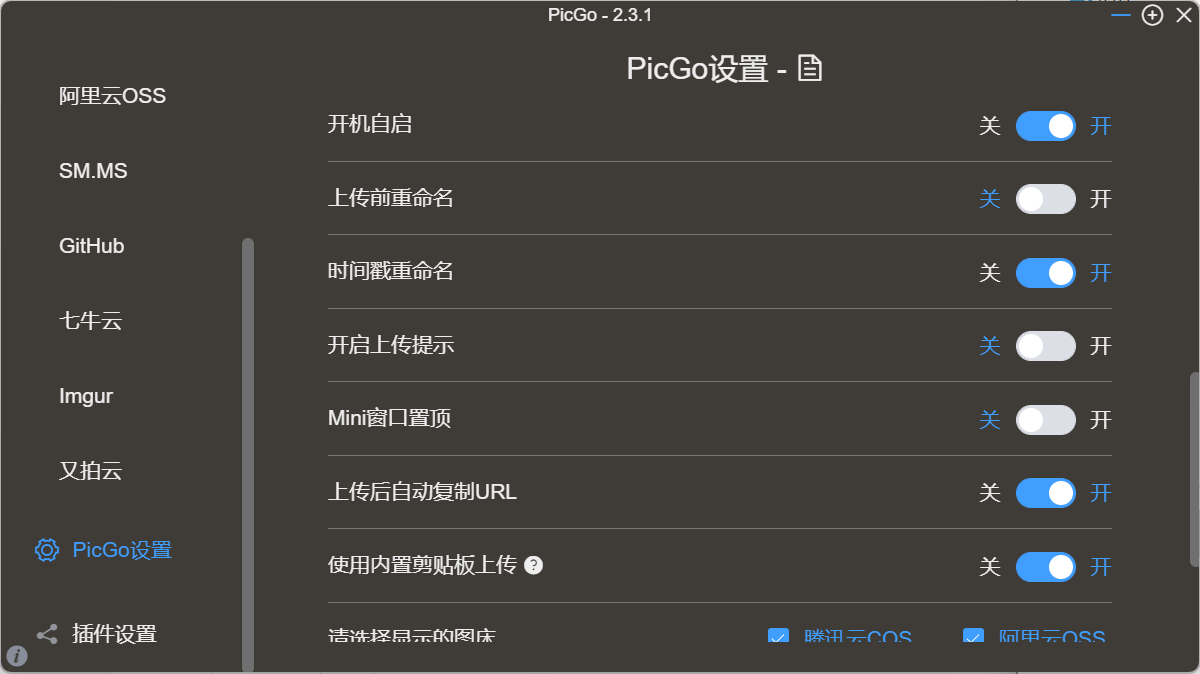 PicGo - 2.3.1
PicGo设置 -
阿里云OSS
SM.MS
GitHub
七牛云
Imgur
又拍云
PicGo设置
插件设置
开机自启 关 开
上传前重命名 关 开
时间戳重命名 关 开
开启上传提示 关 开
Mini窗口置顶 关 开
上传后自动复制URL 关 开
使用内置剪贴板上传 ? 关 开
请选择显示的图床 腾讯云COS 阿里云OSS